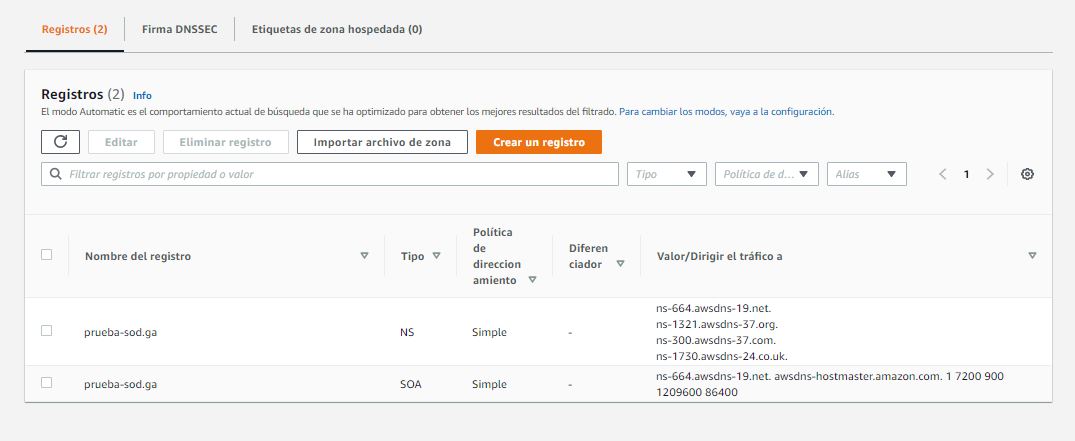 Registros (2)
Firma DNSSEC
Etiquetas de zona hospedada (0)
Registros (2) Info
El modo Automatic es el comportamiento actual de búsqueda que se ha optimizado para obtener los mejores resultados del filtrado. Para cambiar los modos, vaya a la configuración.
Editar
Eliminar registro
Importar archivo de zona
Crear un registro
Filtrar registros por propiedad o valor
Tipo
Política de d...
Alias
1
Nombre del registro
Tipo
Política
de
direccion
amiento
Diferen
ciador
Valor/Dirigir el tráfico a
prueba-sod.ga
NS
Simple
-
ns-664.awsdns-19.net.
ns-1321.awsdns-37.org.
ns-300.awsdns-37.com.
ns-1730.awsdns-24.co.uk.
prueba-sod.ga
SOA
Simple
-
ns-664.awsdns-19.net. awsdns-hostmaster.amazon.com. 1 7200 900
1209600 86400